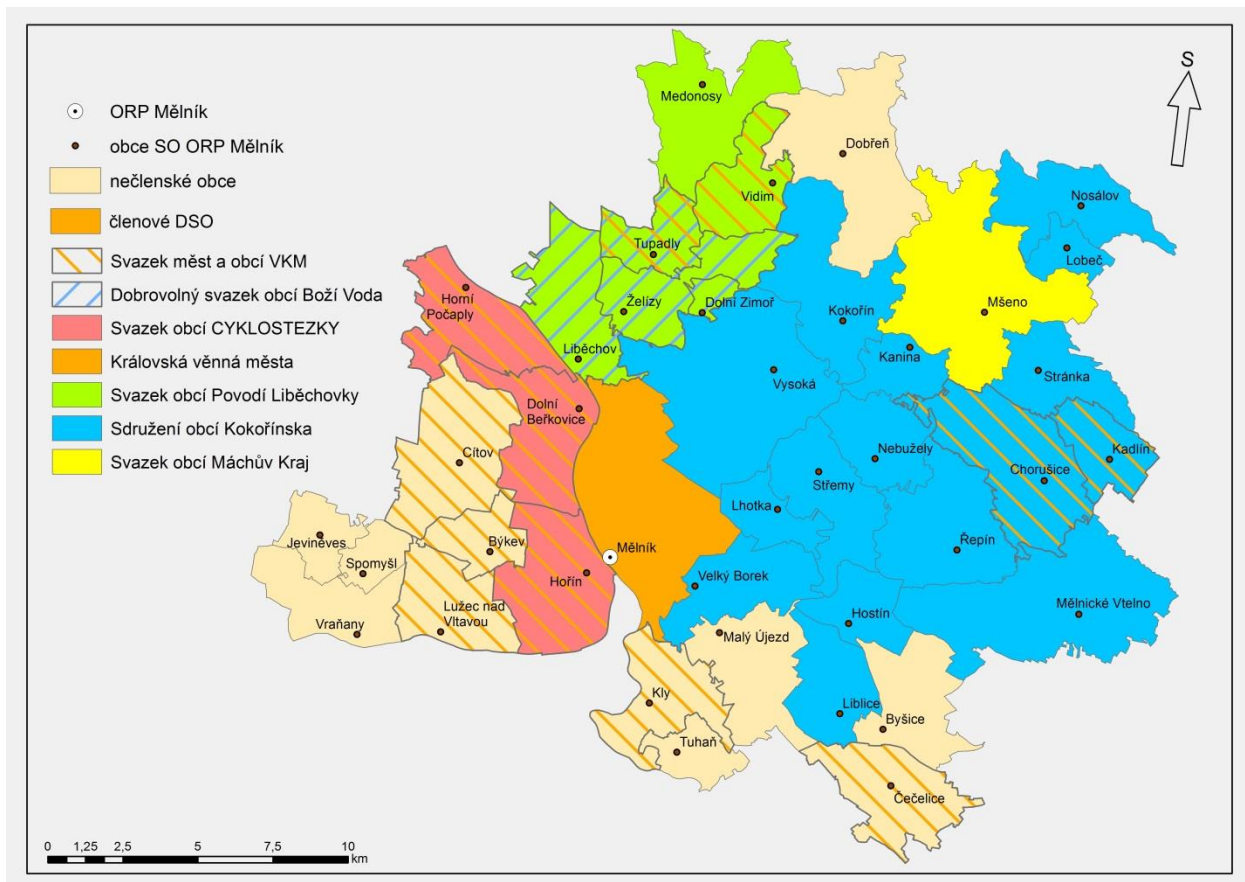 S
ORP Mělník
obce SO ORP Mělník
nečlenské obce
členové DSO
Svazek měst a obcí VKM
Dobrovolný svazek obcí Boží Voda
Svazek obcí CYKLOSTEZKY
Královská věnná města
Svazek obcí Povodí Liběchovky
Sdružení obcí Kokořínska
Svazek obcí Máchův Kraj
Medonosy
Dobřeň
Vidim
Nosálov
Tupadly
Lobeč
Horní
Počaply
Želízy
Dolní Zimoř
Kokořín
Mšeno
Liběchov
Kanina
Vysoká
Stránka
Dolní
Beřkovice
Cítov
Nebužely
Kadlín
Střemy
Chorušice
Lhotka
Jeviněves
Býkev
Mělník
Řepín
Spomyšl
Hořín
Velký Borek
Vraňany
Lužec nad
Vltavou
Hostín
Mělnické Vtelno
Malý Újezd
Kly
Liblice
Byšice
Tuhaň
Čečelice
0 1,25 2,5 5 7,5 10
km